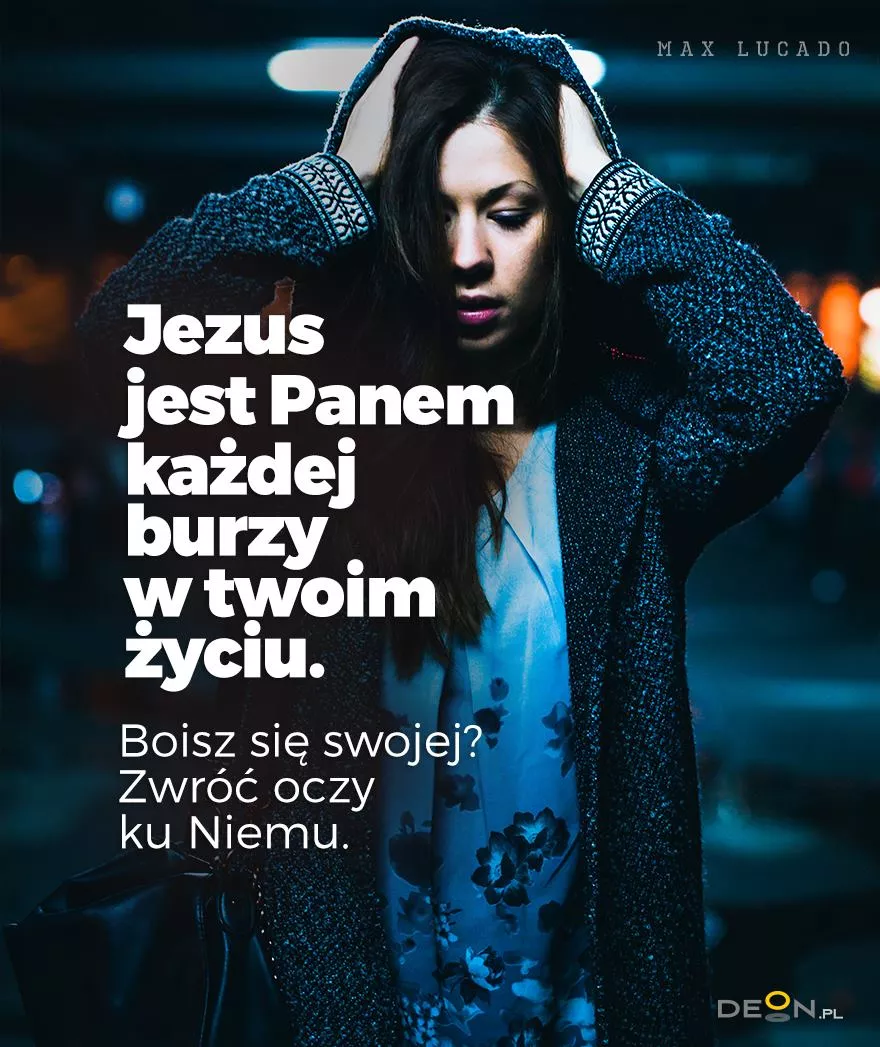 MAX LUCADO
Jezus
jest Panem
każdej
burzy
w twoim
życiu.
Boisz się swojej?
Zwróć oczy
ku Niemu.
DEON.PL